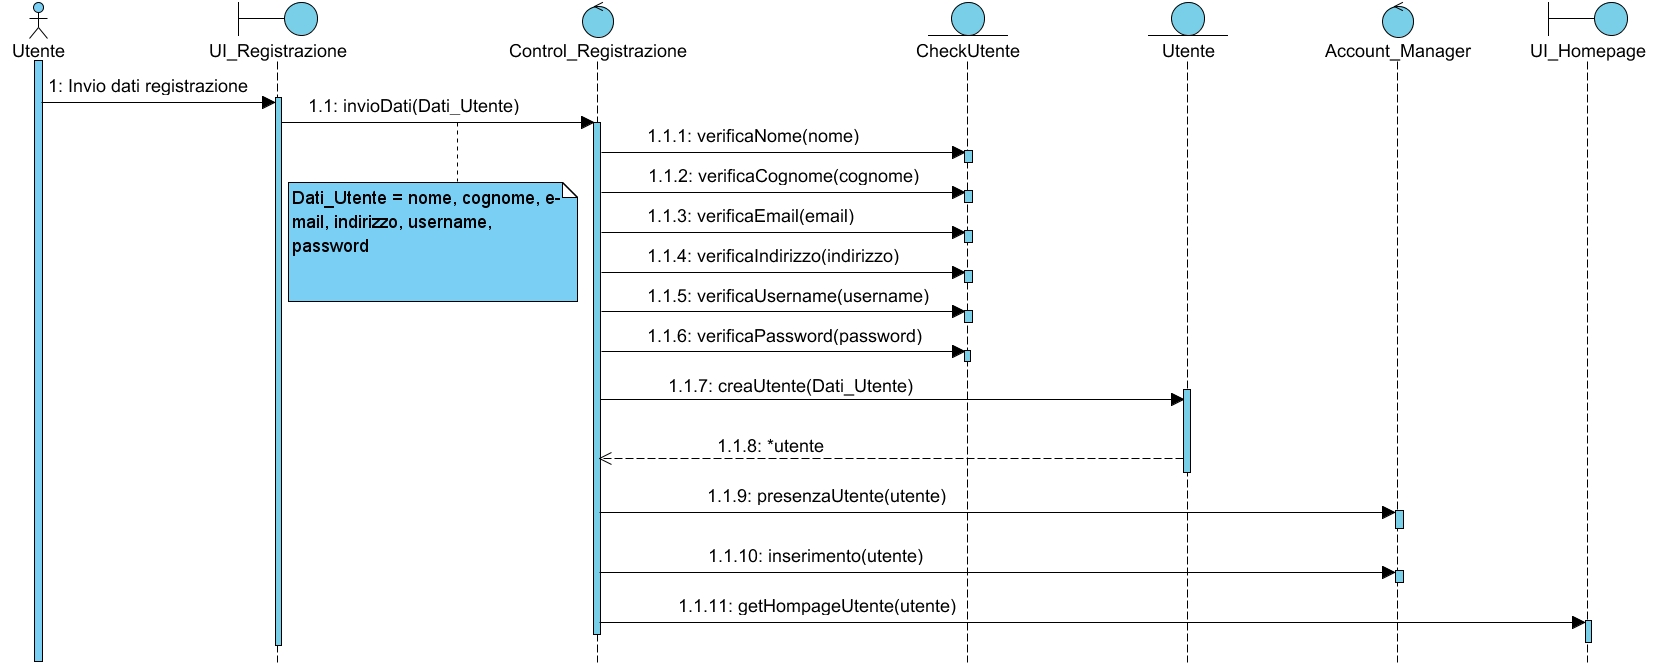 Utente
UI_Registrazione
Control_Registrazione
CheckUtente
Utente
Account_Manager
UI_Homepage
1: Invio dati registrazione
1.1: invioDati(Dati_Utente)
Dati_Utente = nome, cognome, e-
mail, indirizzo, username,
password
1.1.1: verificaNome(nome)
1.1.2: verificaCognome(cognome)
1.1.3: verificaEmail(email)
1.1.4: verificaIndirizzo(indirizzo)
1.1.5: verificaUsername(username)
1.1.6: verificaPassword(password)
1.1.7: creaUtente(Dati_Utente)
1.1.8: *utente
1.1.9: presenzaUtente(utente)
1.1.10: inserimento(utente)
1.1.11: getHompageUtente(utente)